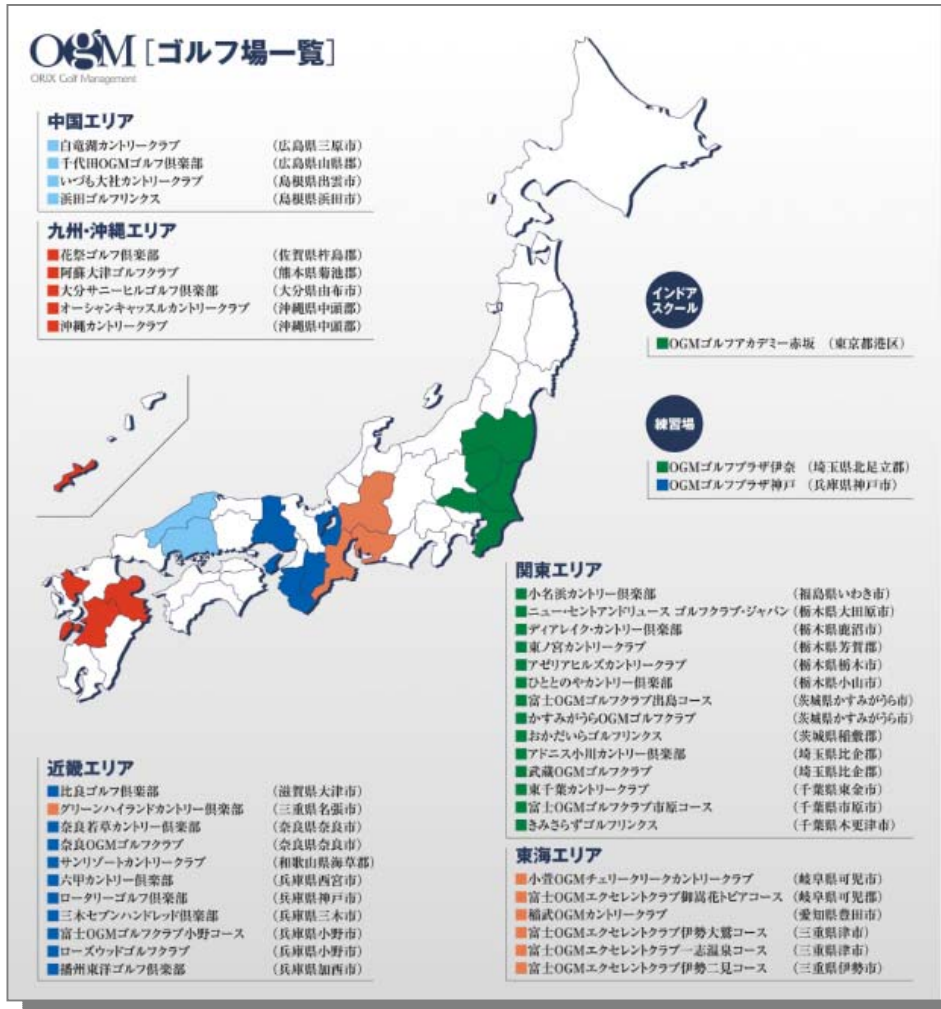 OGM [ゴルフ場一覧]
ORIX Golf Management
中国エリア
白竜湖カントリークラブ （広島県三原市）
千代田OGMゴルフ倶楽部 （広島県山県郡）
いづも大社カントリークラブ （島根県出雲市）
浜田ゴルフリンクス （島根県浜田市）
九州・沖縄エリア
花祭ゴルフ倶楽部 （佐賀県杵島郡）
阿蘇大津ゴルフクラブ （熊本県菊池郡）
大分サニーヒルゴルフ倶楽部 （大分県由布市）
オーシャンキャッスルカントリークラブ （沖縄県中頭郡）
沖縄カントリークラブ （沖縄県中頭郡）
インドア
スクール
OGMゴルフアカデミー赤坂 （東京都港区）
練習場
OGMゴルフプラザ伊奈 （埼玉県北足立郡）
OGMゴルフプラザ神戸 （兵庫県神戸市）
関東エリア
小名浜カントリー倶楽部 （福島県いわき市）
ニュー・セントアンドリュース ゴルフクラブ・ジャパン （栃木県大田原市）
ディアレイク・カントリー倶楽部 （栃木県鹿沼市）
東ノ宮カントリークラブ （栃木県芳賀郡）
アゼリアヒルズカントリークラブ （栃木県栃木市）
ひととのやカントリー倶楽部 （栃木県小山市）
富士OGMゴルフクラブ出島コース （茨城県かすみがうら市）
かすみがうらOGMゴルフクラブ （茨城県かすみがうら市）
おかだいらゴルフリンクス （茨城県稲敷郡）
アドニス小川カントリー倶楽部 （埼玉県比企郡）
武蔵OGMゴルフクラブ （埼玉県比企郡）
東千葉カントリークラブ （千葉県東金市）
富士OGMゴルフクラブ市原コース （千葉県市原市）
きみさらずゴルフリンクス （千葉県木更津市）
近畿エリア
比良ゴルフ倶楽部 （滋賀県大津市）
グリーンハイランドカントリー倶楽部 （三重県名張市）
奈良若草カントリー倶楽部 （奈良県奈良市）
奈良OGMゴルフクラブ （奈良県奈良市）
サンリゾートカントリークラブ （和歌山県海草郡）
六甲カントリー倶楽部 （兵庫県西宮市）
ロータリーゴルフ倶楽部 （兵庫県神戸市）
三木セブンハンドレッド倶楽部 （兵庫県三木市）
富士OGMゴルフクラブ小野コース （兵庫県小野市）
ローズウッドゴルフクラブ （兵庫県小野市）
播州東洋ゴルフ倶楽部 （兵庫県加西市）
東海エリア
小萱OGMチェリークリークカントリークラブ （岐阜県可児市）
富士OGMエクセレントクラブ御嵩花トピアコース （岐阜県可児郡）
稲武OGMカントリークラブ （愛知県豊田市）
富士OGMエクセレントクラブ伊勢大鷲コース （三重県津市）
富士OGMエクセレントクラブ一志温泉コース （三重県津市）
富士OGMエクセレントクラブ伊勢二見コース （三重県伊勢市）